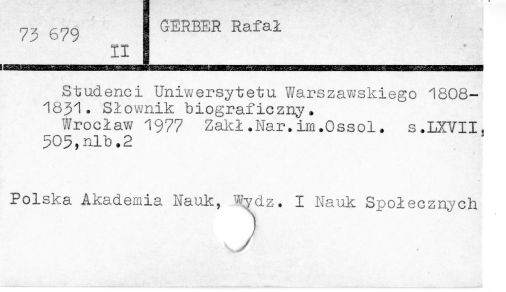 73 679
II
GERBER Rafał
Studenci Uniwersytetu Warszawskiego 1808-
1831. Słownik biograficzny.
Wrocław 1977 Zakł.Nar.im.Ossol. s.LXVII,
505,nlb.2
Polska Akademia Nauk, Wydz. I Nauk Społecznych